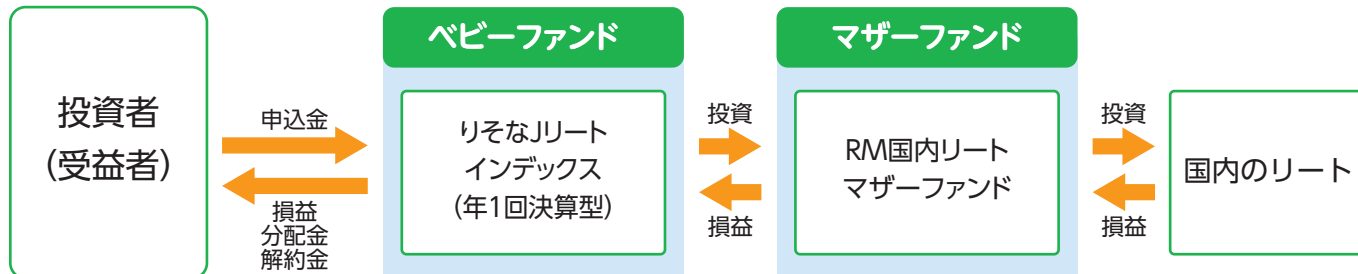 投資者
(受益者)
申込金
損益
分配金
解約金
ベビーファンド
りそなJリート
インデックス
(年1回決算型)
投資
損益
マザーファンド
RM国内リート
マザーファンド
投資
損益
国内のリート